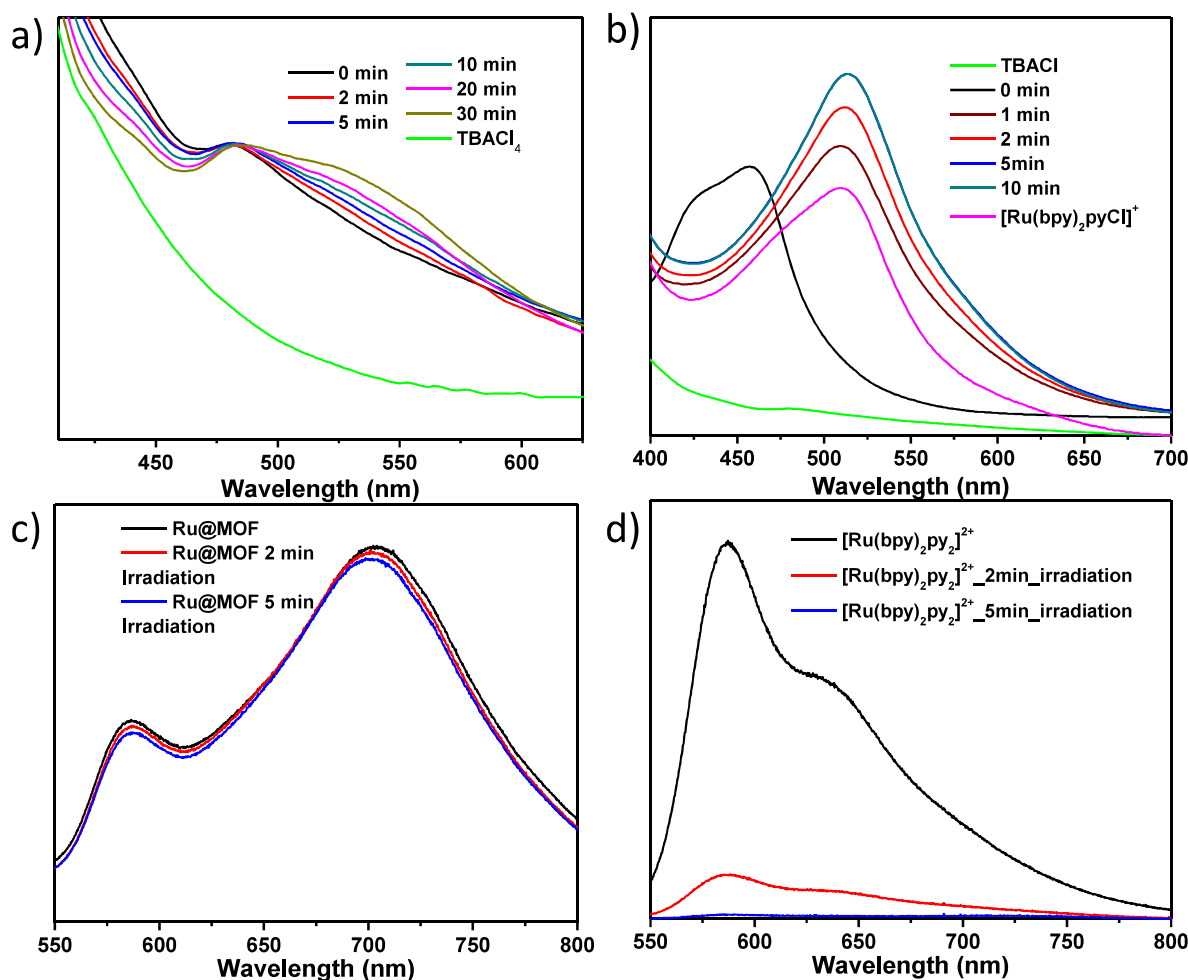 a)
0 min
2 min
5 min
10 min
20 min
30 min
TBACl₄
450 500 550 600
Wavelength (nm)
b)
TBACl
0 min
1 min
2 min
5min
10 min
[Ru(bpy)₂pyCl]⁺
400 450 500 550 600 650 700
Wavelength (nm)
c)
Ru@MOF
Ru@MOF 2 min
Irradiation
Ru@MOF 5 min
Irradiation
550 600 650 700 750 800
Wavelength (nm)
d)
[Ru(bpy)₂py₂]²⁺
[Ru(bpy)₂py₂]²⁺_2min_irradiation
[Ru(bpy)₂py₂]²⁺_5min_irradiation
550 600 650 700 750 800
Wavelength (nm)